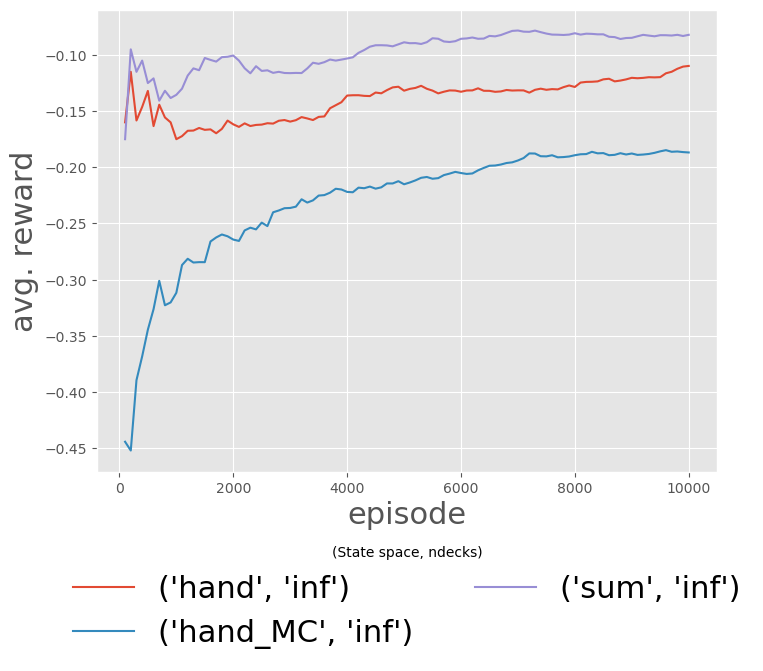 −0.10
−0.15
−0.20
−0.25
−0.30
−0.35
−0.40
−0.45
avg. reward
0 2000 4000 6000 8000 10000
episode
(State space, ndecks)
('hand', 'inf') ('sum', 'inf')
('hand_MC', 'inf')